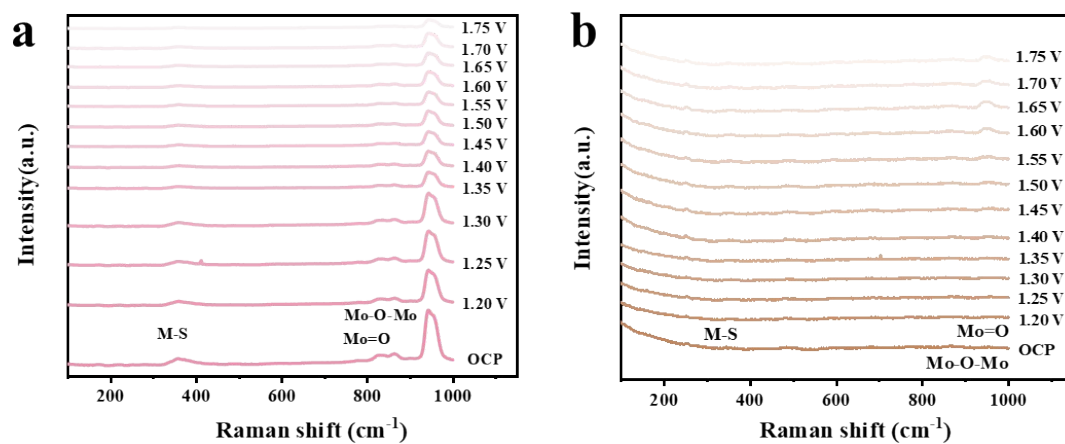 a
1.75 V
1.70 V
1.65 V
1.60 V
1.55 V
1.50 V
1.45 V
1.40 V
1.35 V
1.30 V
1.25 V
1.20 V
Mo-O-Mo
M-S
Mo=O
OCP
200 400 600 800 1000
Raman shift (cm⁻¹)
Intensity(a.u.)
b
1.75 V
1.70 V
1.65 V
1.60 V
1.55 V
1.50 V
1.45 V
1.40 V
1.35 V
1.30 V
1.25 V
1.20 V
M-S
Mo=O
OCP
Mo-O-Mo
200 400 600 800 1000
Raman shift (cm⁻¹)
Intensity(a.u.)